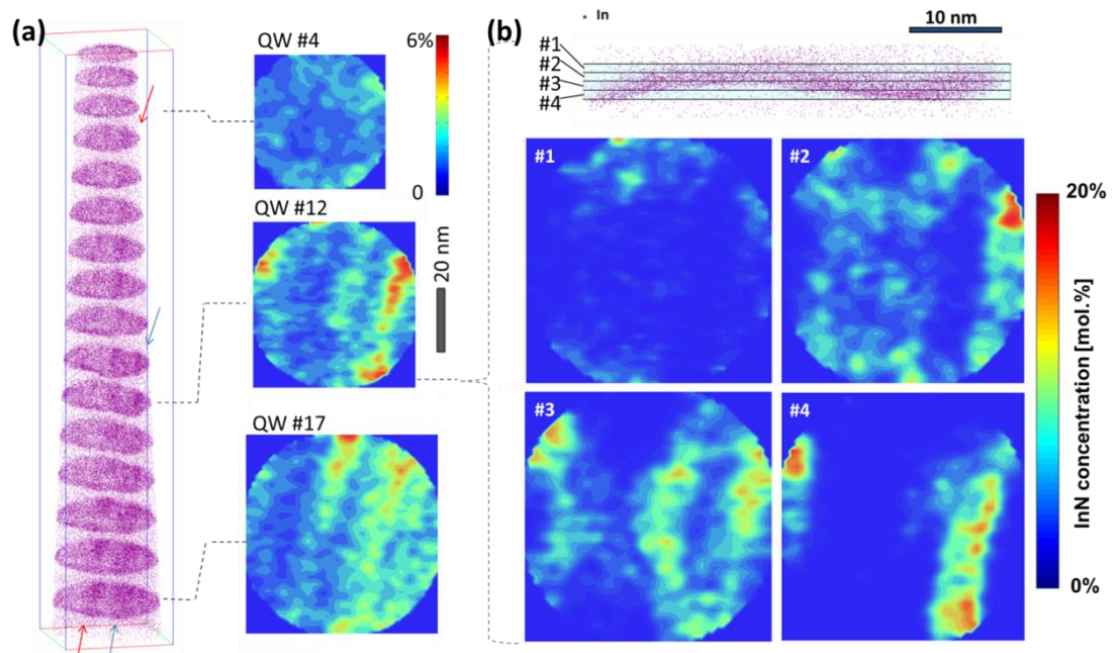 (a)
QW #4
6%
0
QW #12
20 nm
QW #17
(b)
In
10 nm
#1
#2
#3
#4
#1
#2
#3
#4
20%
InN concentration [mol.%]
0%